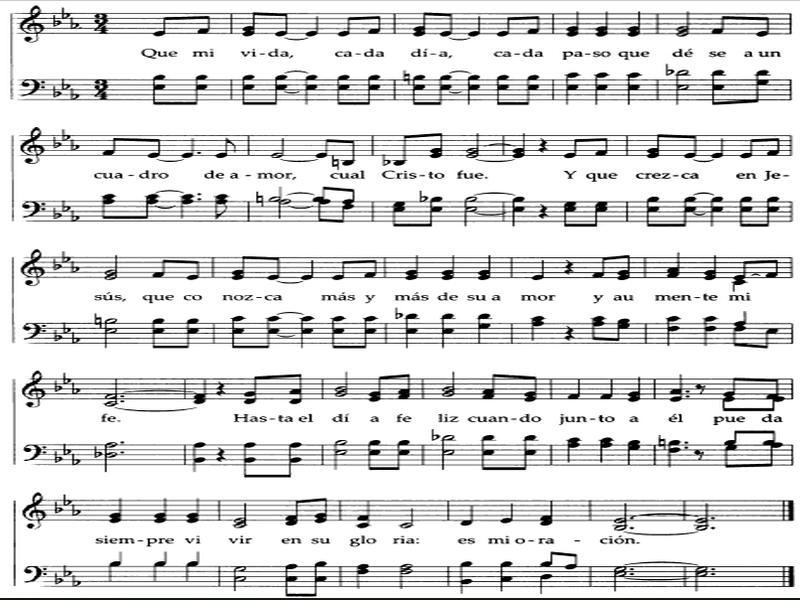 Que mi vi-da, ca-da dí-a, ca-da pa-so que dé se a un
cua-dro de a-mor, cual Cris-to fue. Y que crez-ca en Je-
sús, que co noz-ca más y más de su a mor y au men-te mi
fe. Has-ta el dí a fe liz cuan-do jun-to a él pue da
siem-pre vi vir en su glo ria: es mi o-ra - ción.